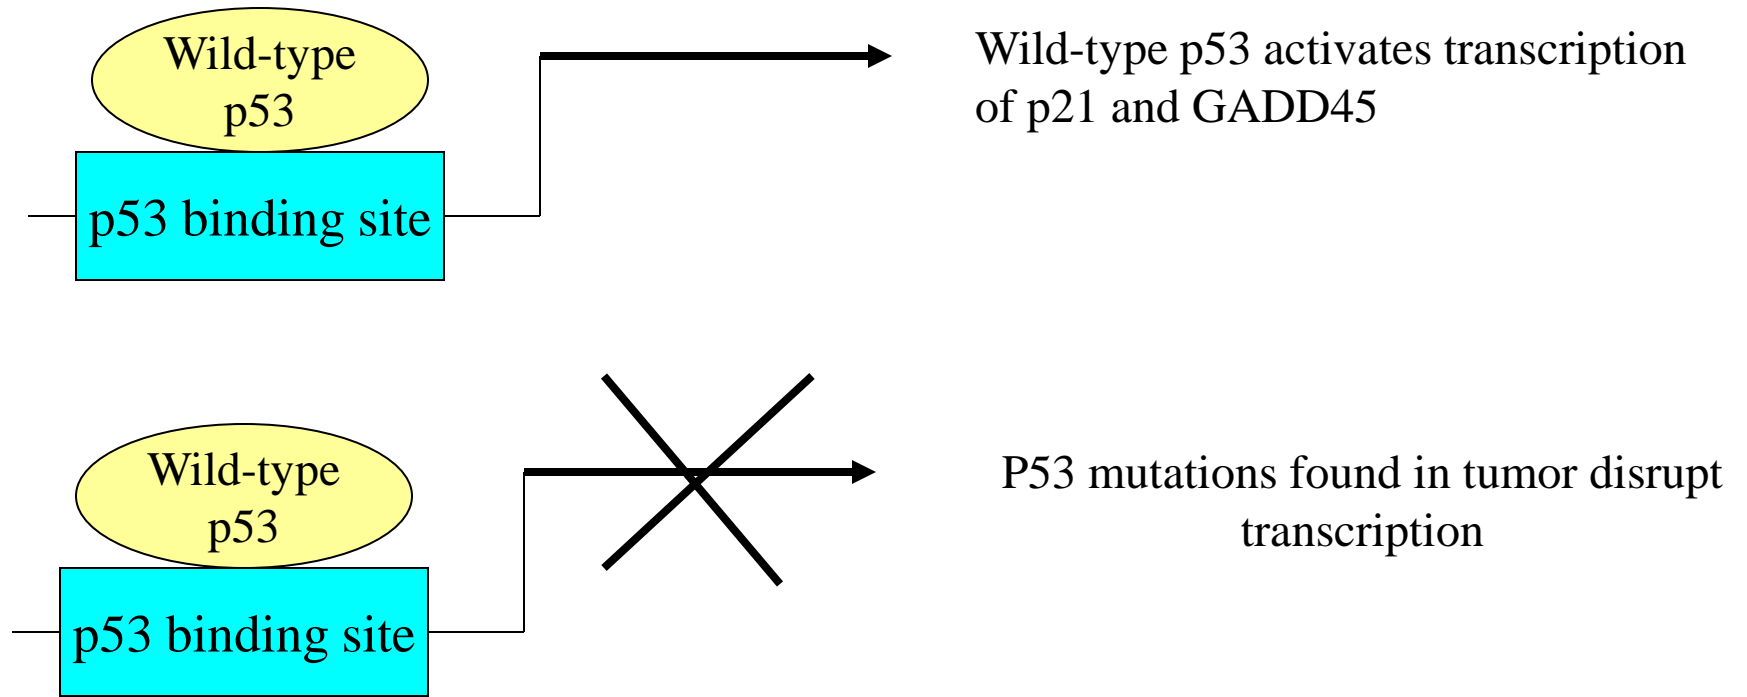 Wild-type
p53
p53 binding site
Wild-type p53 activates transcription
of p21 and GADD45
Wild-type
p53
p53 binding site
P53 mutations found in tumor disrupt
transcription